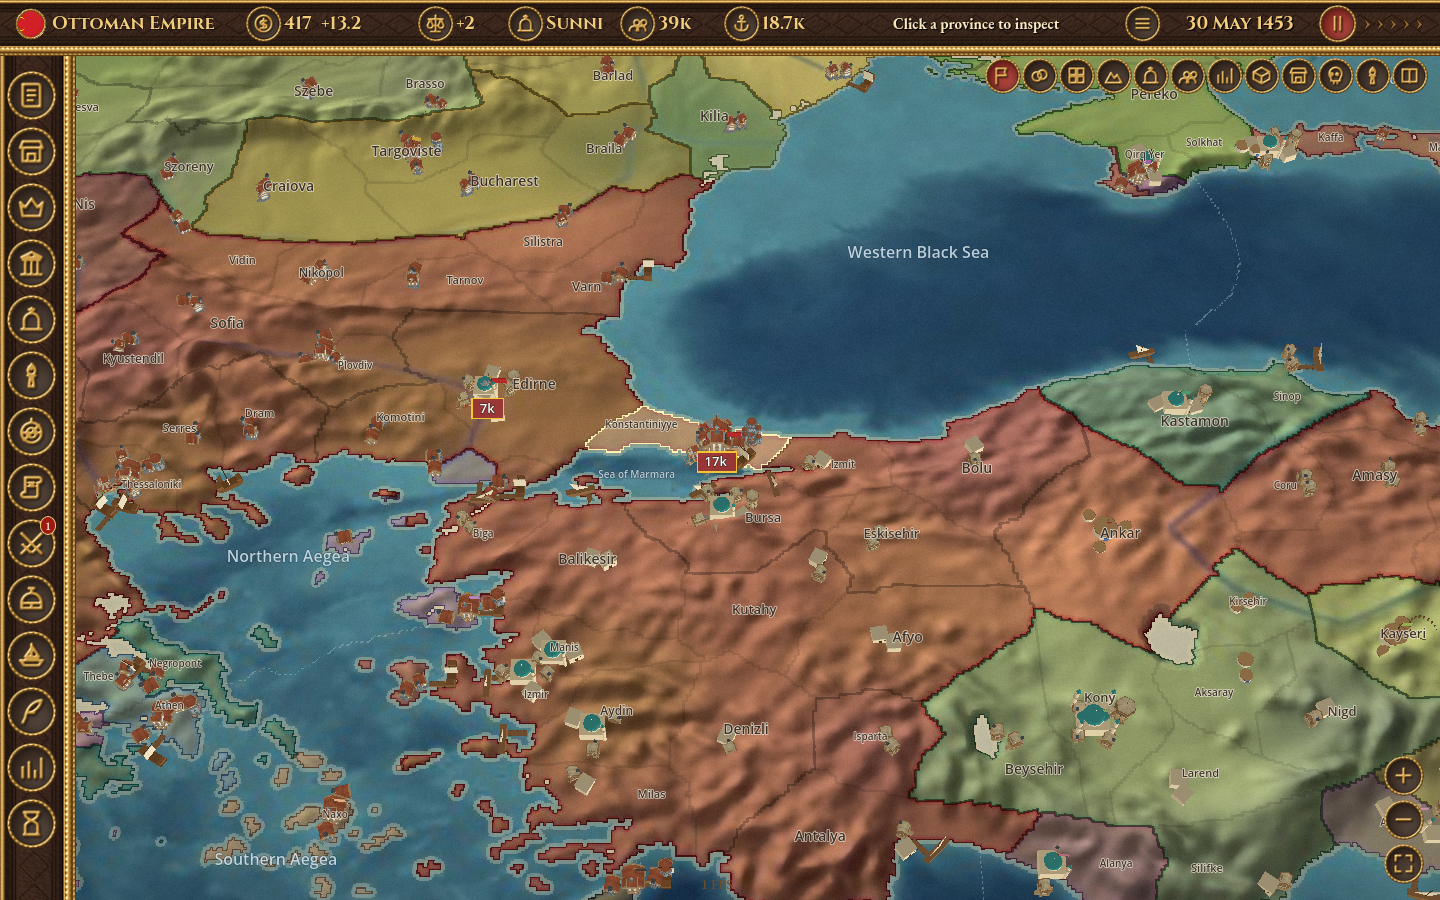 OTTOMAN EMPIRE 417 +13.2 +2 SUNNI 39K 18.7K Click a province to inspect 30 MAY 1453
Barlad
Szebe
Brasso
esva
Pereko
Kilia
Kaffa
Solkhat
Targoviste
Braila
Qirq Yer
Szoreny
Craiova
Bucharest
Nis
Silistra
Western Black Sea
Vidin
Nikopol
Tarnov
Varn
Sofia
Kyustendil
Plovdiv
Edirne
7k
Kastamon
Sinop
Dram
Komotini
Serres
Konstantiniyye
17k
Sea of Marmara
Izmit
Bolu
Thessaloniki
Coru
Amasy
Bursa
Biga
Eskisehir
Ankar
1
Northern Aegea
Balikesir
Kutahy
Kirsehir
Kayseri
Afyo
Manis
Negropont
Thebe
Izmir
Aksaray
Athen
Aydin
Kony
Nigd
Denizli
Isparta
Beysehir
Larend
Milas
Naxo
Antalya
Southern Aegea
Alanya
Silifke